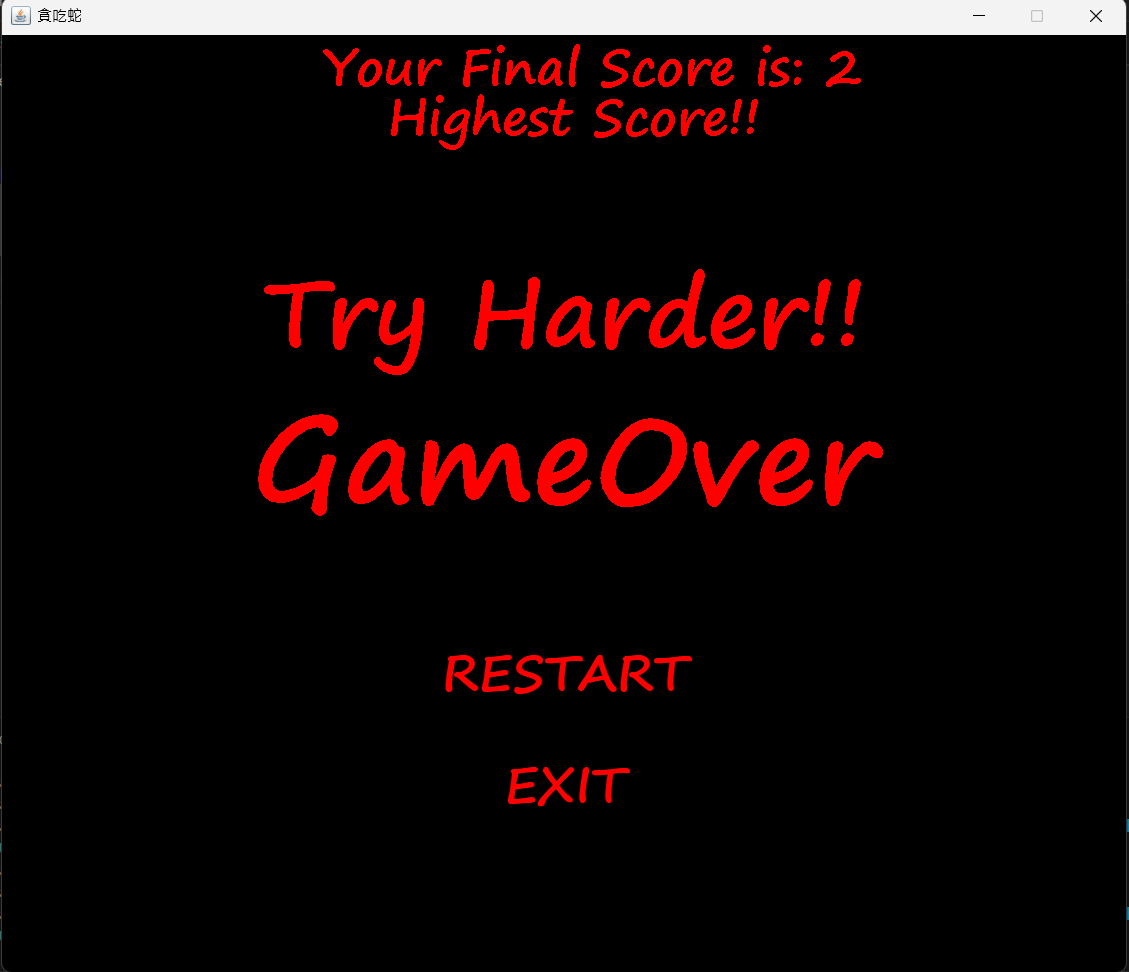 貪吃蛇
Your Final Score is: 2
Highest Score!!
Try Harder!!
GameOver
RESTART
EXIT